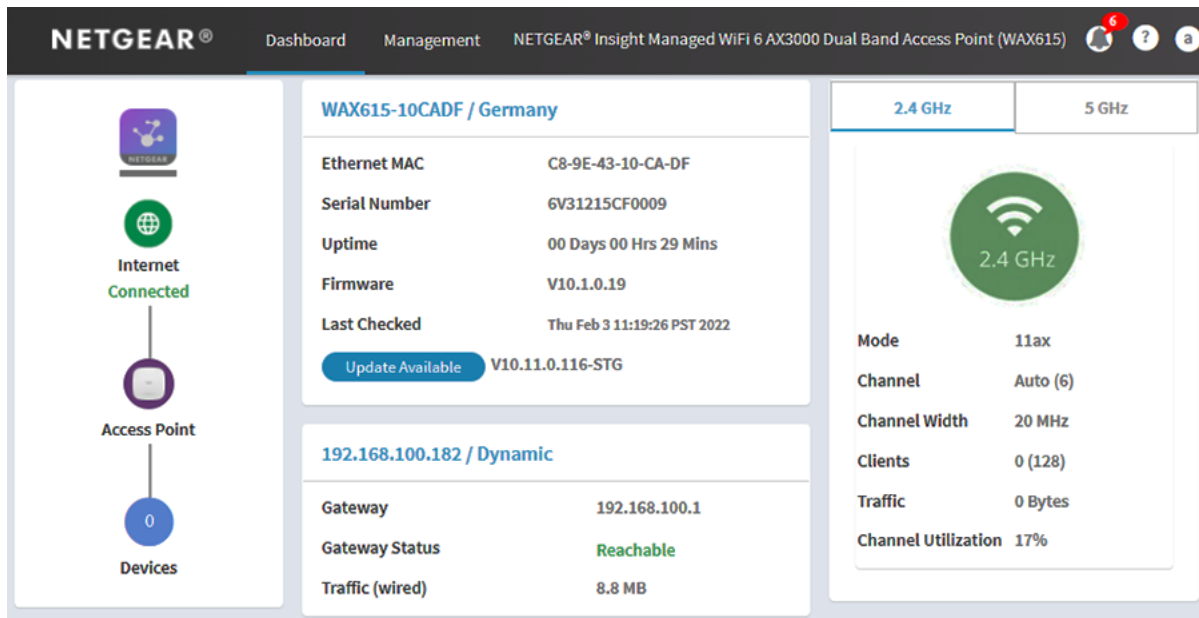 NETGEAR®
Dashboard
Management
NETGEAR® Insight Managed WiFi 6 AX3000 Dual Band Access Point (WAX615)
6
?
a
NETGEAR
Internet
Connected
Access Point
0
Devices
WAX615-10CADF / Germany
Ethernet MAC C8-9E-43-10-CA-DF
Serial Number 6V31215CF0009
Uptime 00 Days 00 Hrs 29 Mins
Firmware V10.1.0.19
Last Checked Thu Feb 3 11:19:26 PST 2022
Update Available V10.11.0.116-STG
192.168.100.182 / Dynamic
Gateway 192.168.100.1
Gateway Status Reachable
Traffic (wired) 8.8 MB
2.4 GHz 5 GHz
2.4 GHz
Mode 11ax
Channel Auto (6)
Channel Width 20 MHz
Clients 0 (128)
Traffic 0 Bytes
Channel Utilization 17%